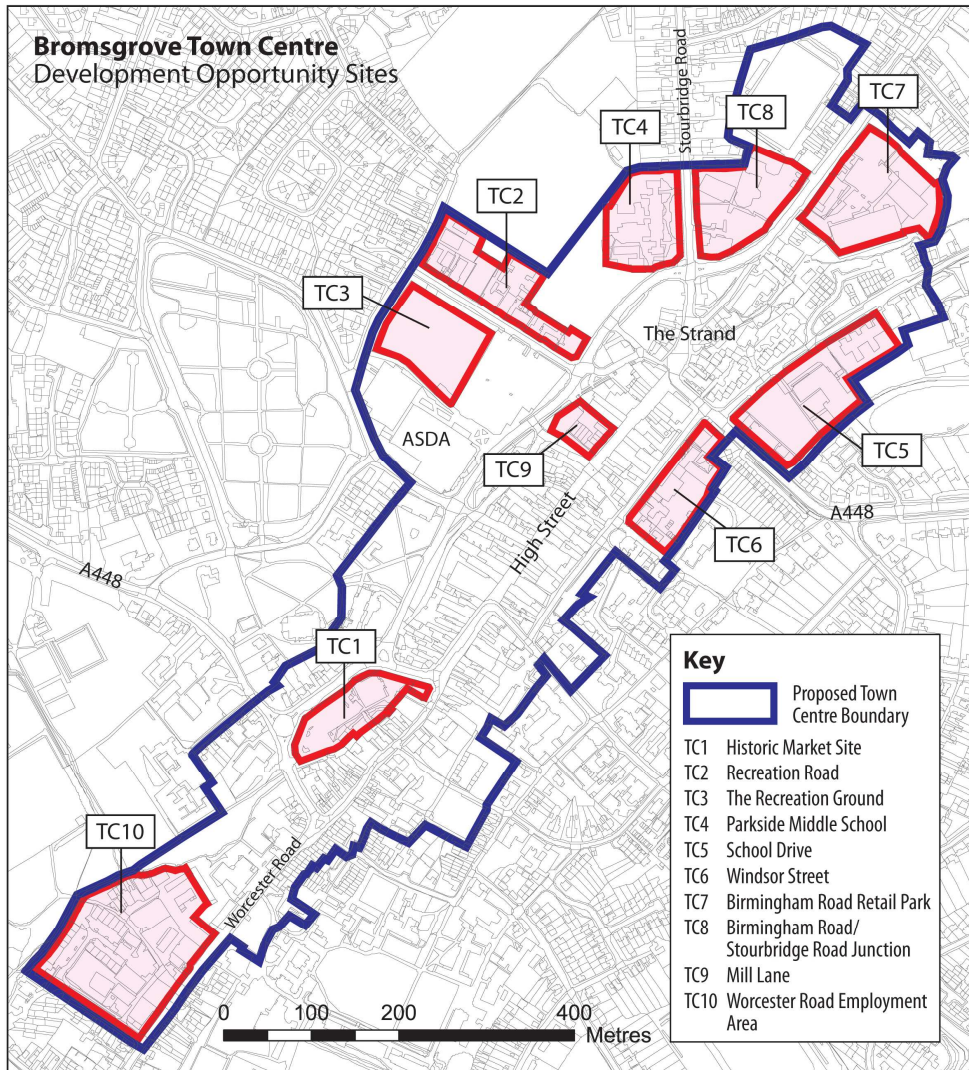 Bromsgrove Town Centre
Development Opportunity Sites
Stourbridge Road
TC7
TC8
TC4
TC2
TC3
The Strand
ASDA
TC9
TC5
A448
High Street
TC6
A448
TC1
TC10
Worcester Road
Key
Proposed Town
Centre Boundary
TC1 Historic Market Site
TC2 Recreation Road
TC3 The Recreation Ground
TC4 Parkside Middle School
TC5 School Drive
TC6 Windsor Street
TC7 Birmingham Road Retail Park
TC8 Birmingham Road/
Stourbridge Road Junction
TC9 Mill Lane
TC10 Worcester Road Employment
Area
0 100 200 400
Metres